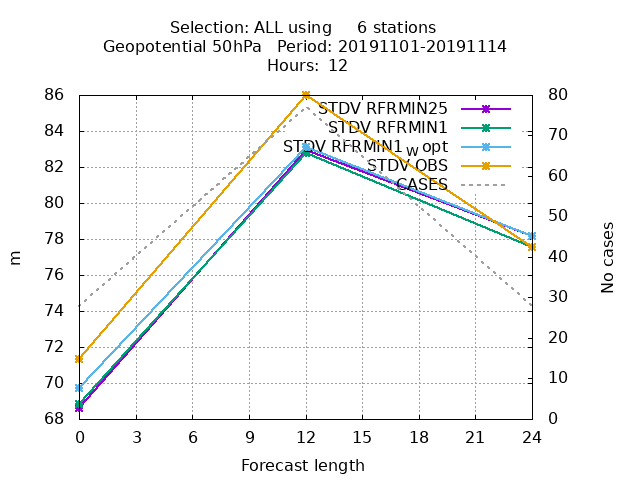 Selection: ALL using     6 stations
Geopotential 50hPa   Period: 20191101-20191114
Hours: 12
86 80
STDV RFRMIN25
84 70
STDV RFRMIN1
STDV RFRMIN1_W opt
82 60
STDV OBS
CASES
80 50
78 40
m No cases
76
74 30
72 20
70 10
68 0
0 3 6 9 12 15 18 21 24
Forecast length